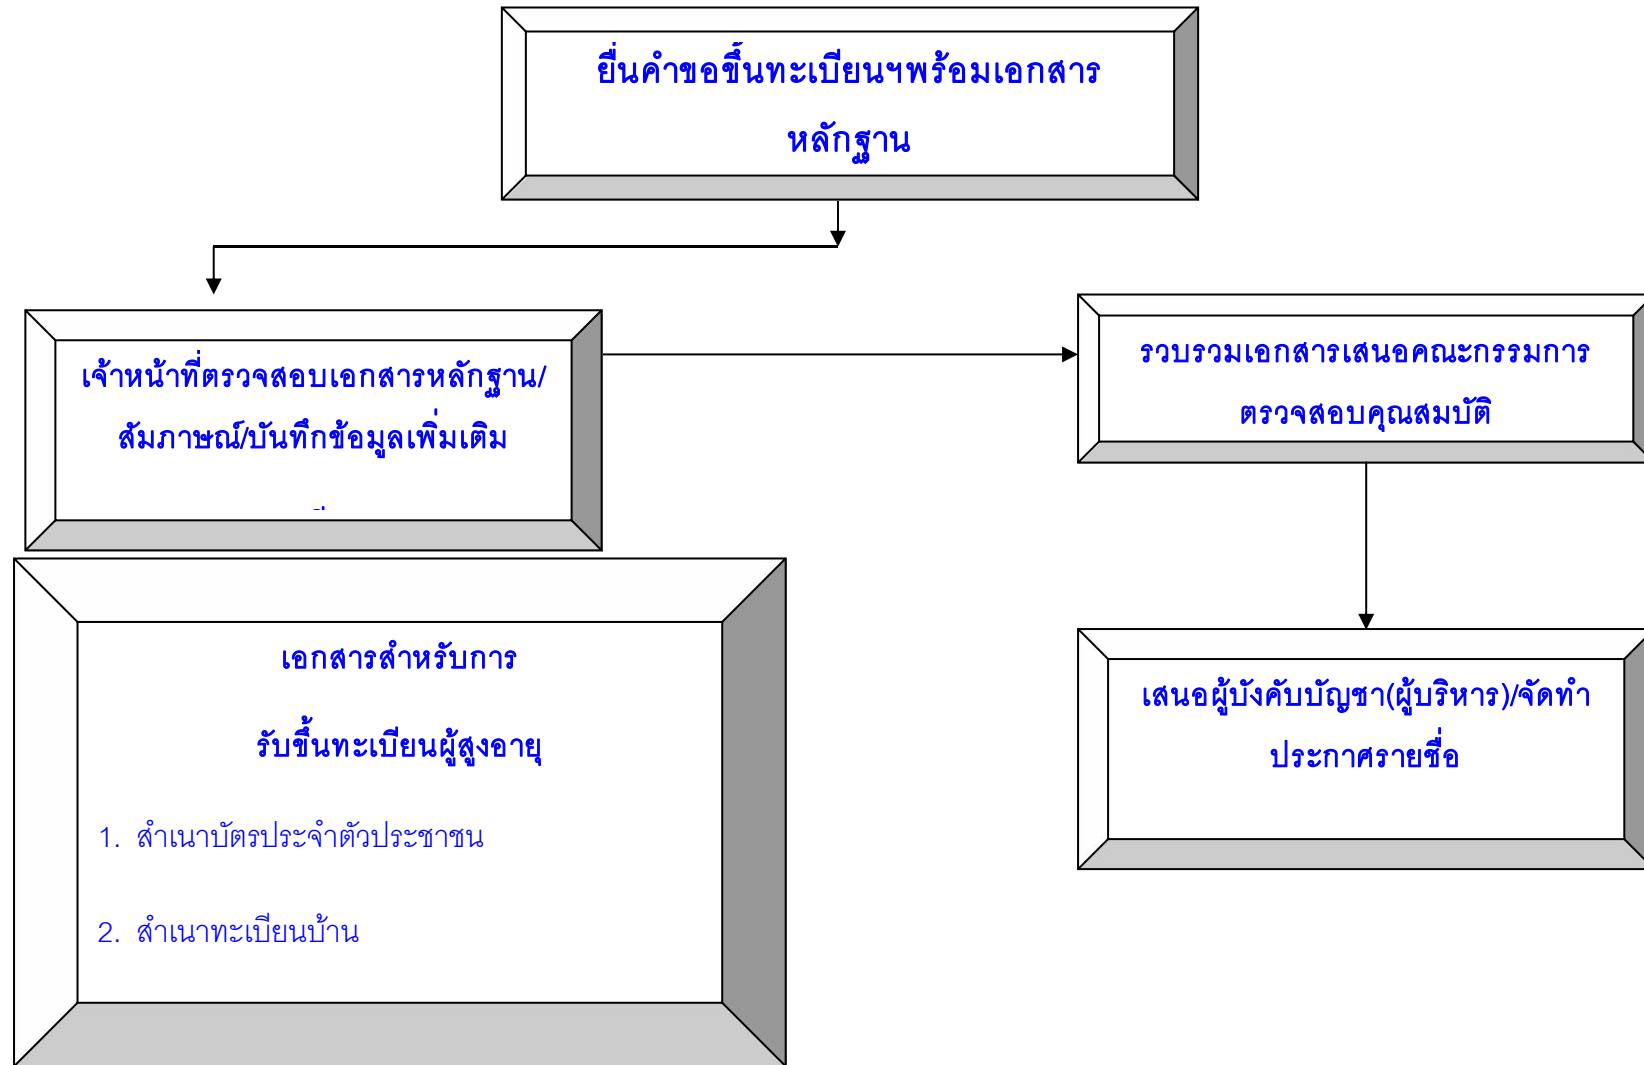 ยื่นคำขอขึ้นทะเบียนฯพร้อมเอกสาร
หลักฐาน
เจ้าหน้าที่ตรวจสอบเอกสารหลักฐาน/
สัมภาษณ์/บันทึกข้อมูลเพิ่มเติม
รวบรวมเอกสารเสนอคณะกรรมการ
ตรวจสอบคุณสมบัติ
เอกสารสำหรับการ
รับขึ้นทะเบียนผู้สูงอายุ
1. สำเนาบัตรประจำตัวประชาชน
2. สำเนาทะเบียนบ้าน
เสนอผู้บังคับบัญชา(ผู้บริหาร)/จัดทำ
ประกาศรายชื่อ